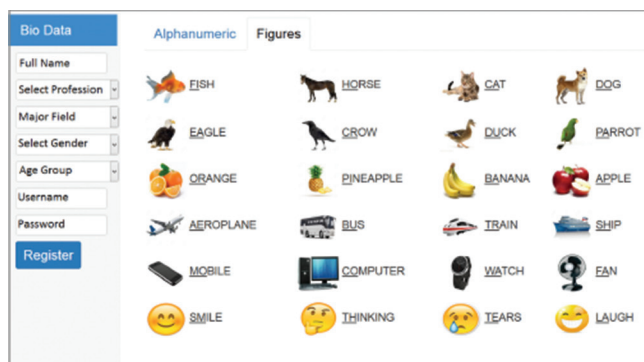 Bio Data
Full Name
Select Profession
Major Field
Select Gender
Age Group
Username
Password
Register
Alphanumeric Figures
FISH HORSE CAT DOG
EAGLE CROW DUCK PARROT
ORANGE PINEAPPLE BANANA APPLE
AEROPLANE BUS TRAIN SHIP
MOBILE COMPUTER WATCH FAN
SMILE THINKING TEARS LAUGH